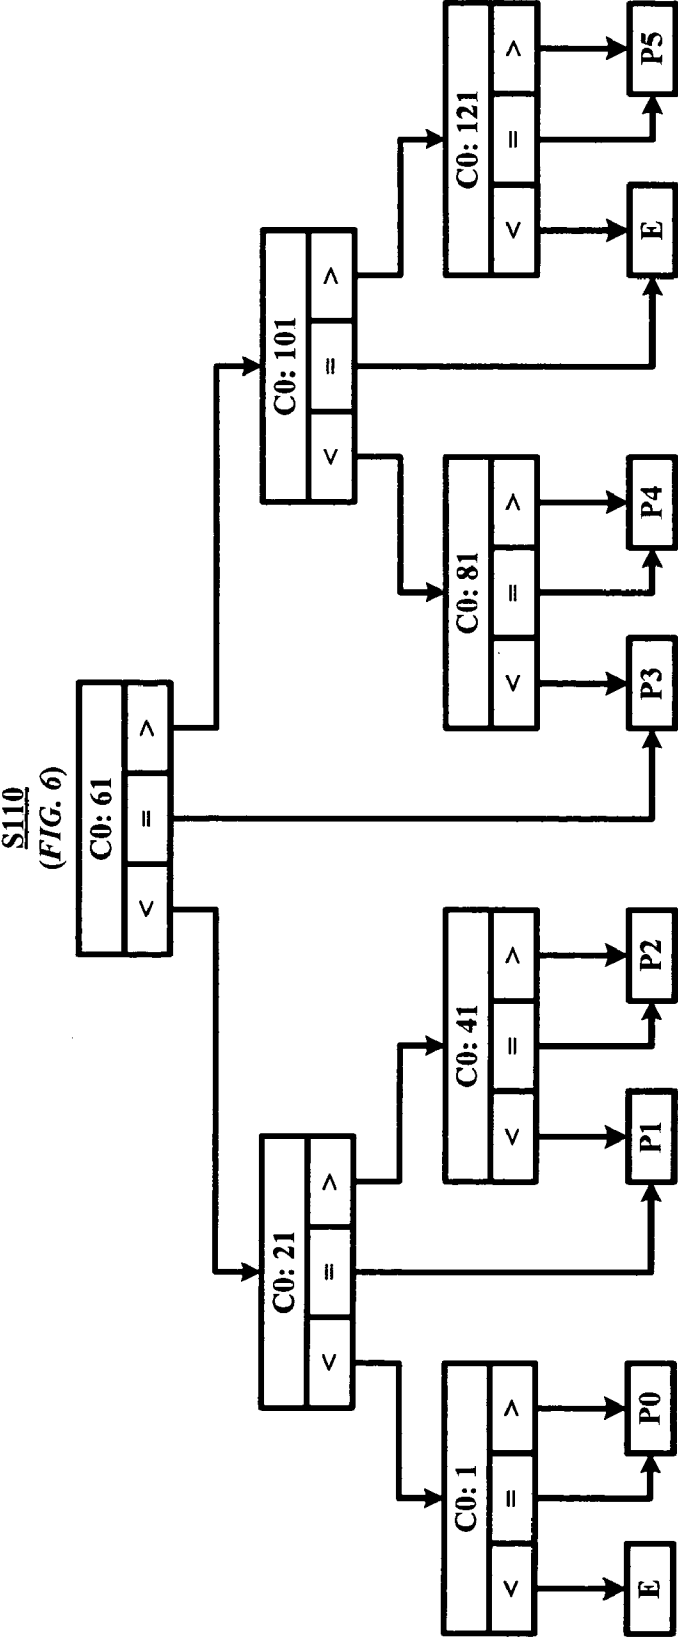 S110
(FIG. 6)
C0: 61
< = >
C0: 21
< = >
C0: 101
< = >
C0: 1
< = >
C0: 41
< = >
C0: 81
< = >
C0: 121
< = >
E
P0
P1
P2
P3
P4
E
P5